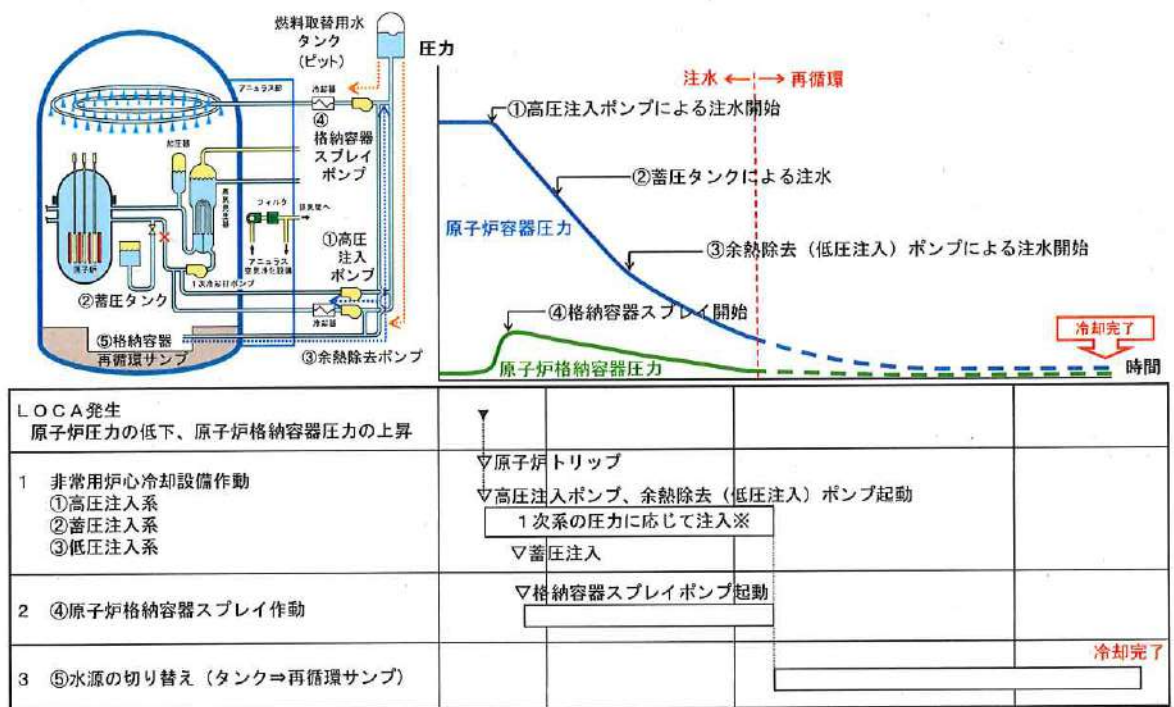 燃料取替用水
タンク
(ピット)
アニュラス部
冷却器
④
格納容器
スプレイ
ポンプ
加圧器
蒸気発生器
フィルタ
排気筒へ
①高圧
注入
ポンプ
アニュラス
空気浄化設備
原子炉
②蓄圧タンク
1次冷却材ポンプ
冷却器
⑤格納容器
再循環サンプ
③余熱除去ポンプ
圧力
注水 ←→ 再循環
①高圧注入ポンプによる注水開始
②蓄圧タンクによる注水
原子炉容器圧力
③余熱除去（低圧注入）ポンプによる注水開始
④格納容器スプレイ開始
原子炉格納容器圧力
冷却完了
時間
LOCA発生
原子炉圧力の低下、原子炉格納容器圧力の上昇
1 非常用炉心冷却設備作動
①高圧注入系
②蓄圧注入系
③低圧注入系
▽原子炉トリップ
▽高圧注入ポンプ、余熱除去（低圧注入）ポンプ起動
1次系の圧力に応じて注入※
▽蓄圧注入
2 ④原子炉格納容器スプレイ作動
▽格納容器スプレイポンプ起動
3 ⑤水源の切り替え（タンク⇒再循環サンプ）
冷却完了